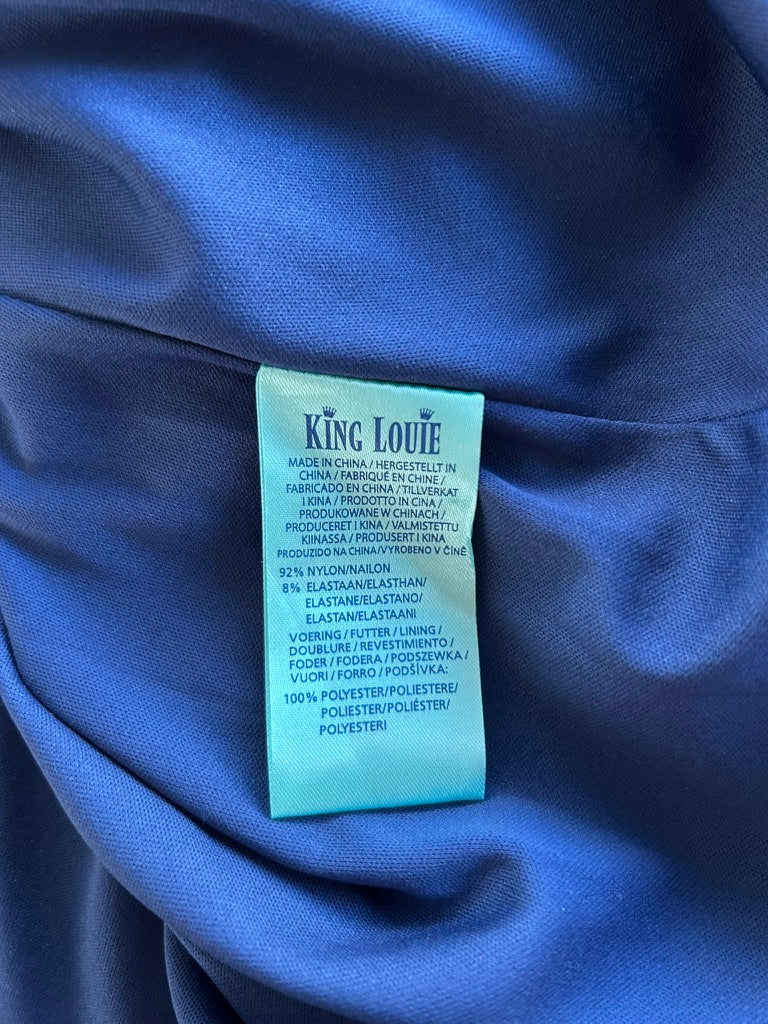 KING LOUIE
MADE IN CHINA / HERGESTELLT IN
CHINA / FABRIQUÉ EN CHINE /
FABRICADO EN CHINA / TILLVERKAT
I KINA / PRODOTTO IN CINA /
PRODUKOWANE W CHINACH /
PRODUCERET I KINA / VALMISTETTU
KIINASSA / PRODUSERT I KINA
PRODUZIDO NA CHINA/VYROBENO V ČÍNĚ
92% NYLON/NAILON
8% ELASTAAN/ELASTHAN/
ELASTANE/ELASTANO/
ELASTAN/ELASTAANI
VOERING / FUTTER / LINING /
DOUBLURE / REVESTIMIENTO /
FODER / FODERA / PODSZEWKA /
VUORI / FORRO / PODŠÍVKA:
100% POLYESTER/POLIESTERE/
POLIESTER/POLIÉSTER/
POLYESTERI